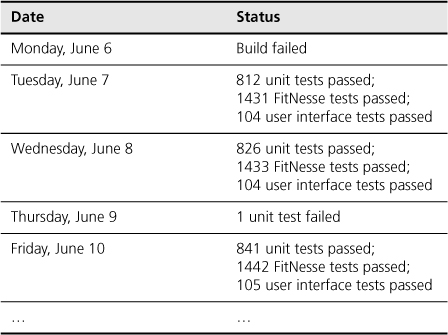 Date Status
Monday, June 6 Build failed
Tuesday, June 7 812 unit tests passed;
1431 FitNesse tests passed;
104 user interface tests passed
Wednesday, June 8 826 unit tests passed;
1433 FitNesse tests passed;
104 user interface tests passed
Thursday, June 9 1 unit test failed
Friday, June 10 841 unit tests passed;
1442 FitNesse tests passed;
105 user interface tests passed
… …